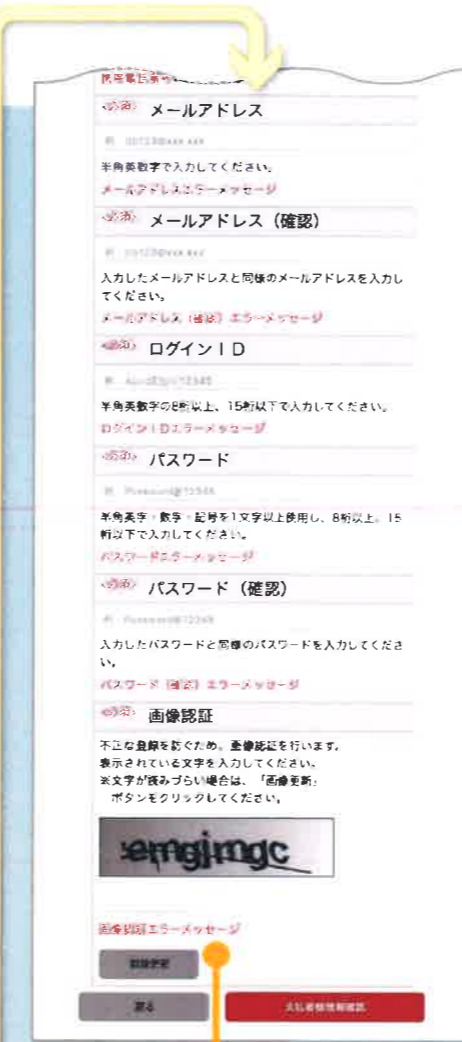 携帯電話番号
(必須) メールアドレス
半角英数字で入力してください。
メールアドレスエラーメッセージ
(必須) メールアドレス（確認）
入力したメールアドレスと同様のメールアドレスを入力し
てください。
メールアドレス（確認）エラーメッセージ
(必須) ログインＩＤ
半角英数字の8桁以上、15桁以下で入力してください。
ログインＩＤエラーメッセージ
(必須) パスワード
半角英字・数字・記号を1文字以上使用し、8桁以上、15
桁以下で入力してください。
パスワードエラーメッセージ
(必須) パスワード（確認）
入力したパスワードと同様のパスワードを入力してくださ
い。
パスワード（確認）エラーメッセージ
(必須) 画像認証
不正な登録を防ぐため、画像認証を行います。
表示されている文字を入力してください。
※文字が読みづらい場合は、「画像更新」
ボタンをクリックしてください。
emgimgc
画像認証エラーメッセージ
画像更新
戻る
支払者様情報確認